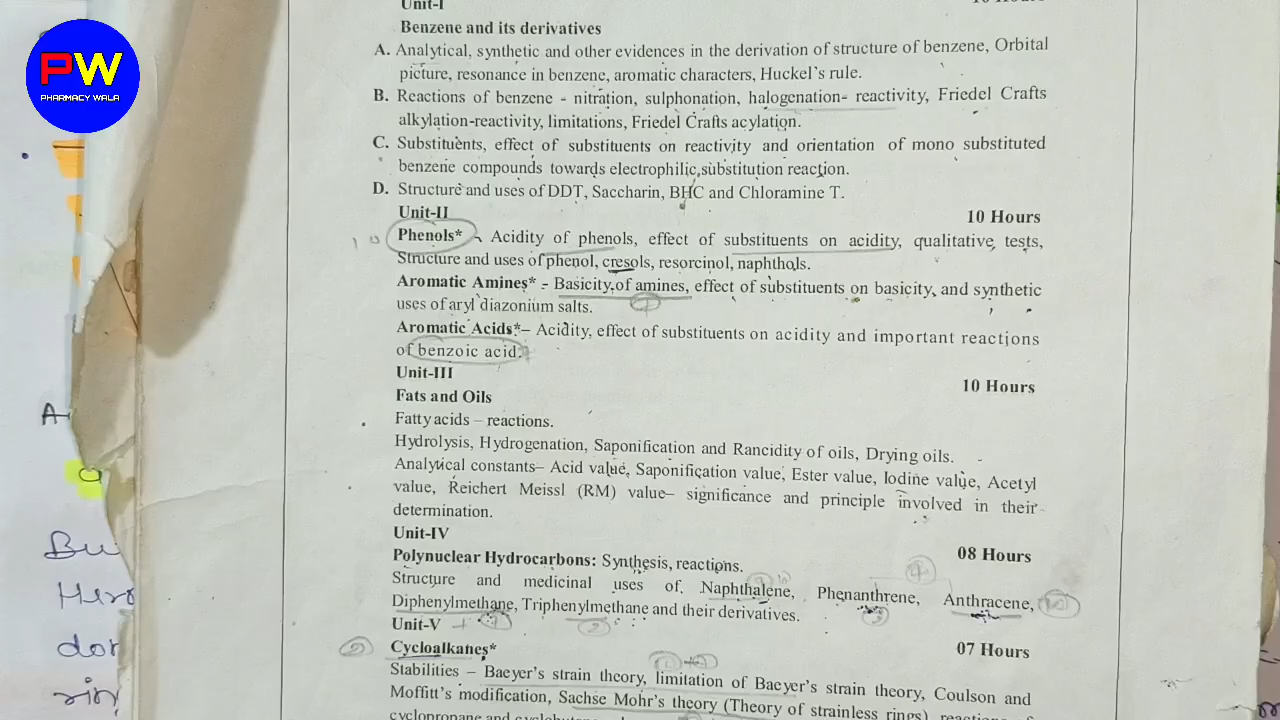 PW
PHARMACY WALA
Unit-I
Benzene and its derivatives
A. Analytical, synthetic and other evidences in the derivation of structure of benzene, Orbital
picture, resonance in benzene, aromatic characters, Huckel's rule.
B. Reactions of benzene - nitration, sulphonation, halogenation- reactivity, Friedel Crafts
alkylation-reactivity, limitations, Friedel Crafts acylation.
C. Substituents, effect of substituents on reactivity and orientation of mono substituted
benzene compounds towards electrophilic substitution reaction.
D. Structure and uses of DDT, Saccharin, BHC and Chloramine T.
Unit-II 10 Hours
Phenols* - Acidity of phenols, effect of substituents on acidity, qualitative tests,
Structure and uses of phenol, cresols, resorcinol, naphthols.
Aromatic Amines* - Basicity of amines, effect of substituents on basicity, and synthetic
uses of aryl diazonium salts.
Aromatic Acids*– Acidity, effect of substituents on acidity and important reactions
of benzoic acid.
Unit-III 10 Hours
Fats and Oils
Fatty acids – reactions.
Hydrolysis, Hydrogenation, Saponification and Rancidity of oils, Drying oils.
Analytical constants– Acid value, Saponification value, Ester value, Iodine value, Acetyl
value, Reichert Meissl (RM) value– significance and principle involved in their
determination.
Unit-IV 08 Hours
Polynuclear Hydrocarbons: Synthesis, reactions.
Structure and medicinal uses of Naphthalene, Phenanthrene, Anthracene,
Diphenylmethane, Triphenylmethane and their derivatives.
Unit-V 07 Hours
Cycloalkanes*
Stabilities – Baeyer's strain theory, limitation of Baeyer's strain theory, Coulson and
Moffitt's modification, Sachse Mohr's theory (Theory of strainless rings), reactions of
A
Bu
Hero